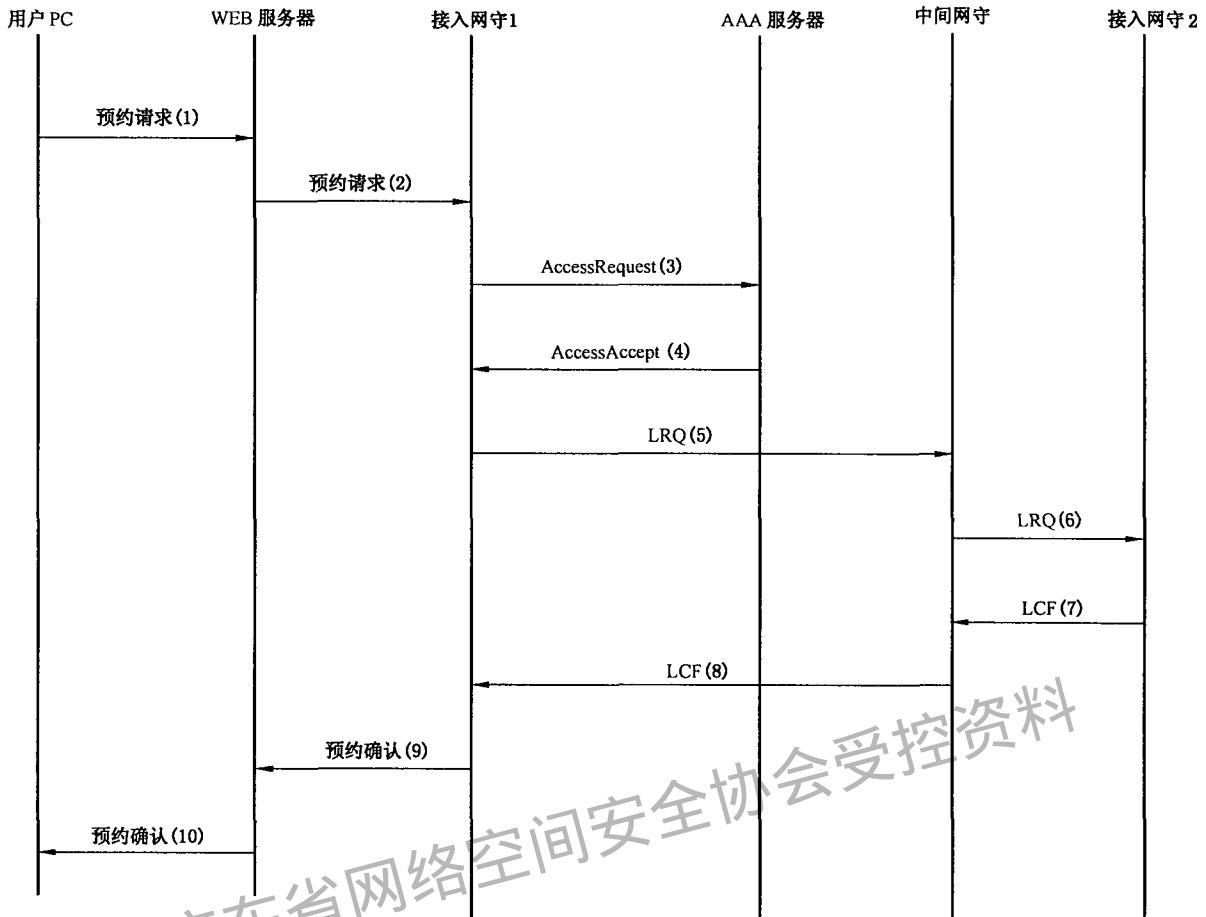 用户 PC
WEB 服务器
接入网守1
AAA 服务器
中间网守
接入网守 2
预约请求(1)
预约请求(2)
AccessRequest(3)
AccessAccept (4)
LRQ(5)
LRQ(6)
LCF(7)
LCF(8)
预约确认(9)
预约确认(10)
东省网络空间安全协会受控资料